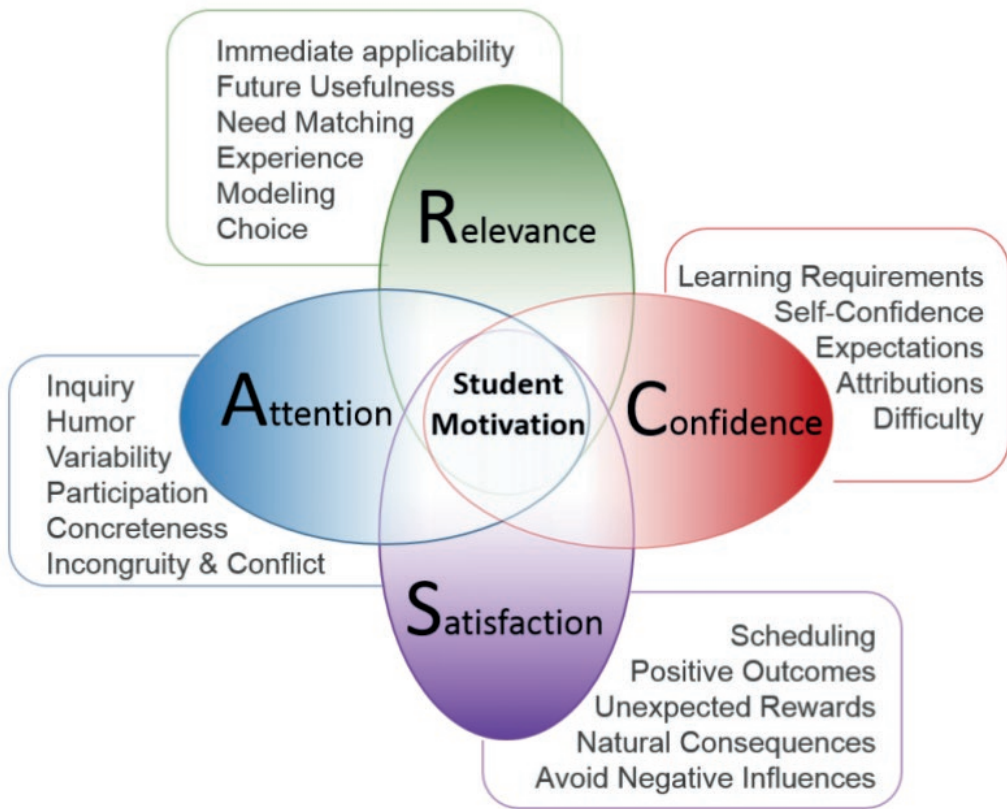 Immediate applicability
Future Usefulness
Need Matching
Experience
Modeling
Choice
Relevance
Learning Requirements
Self-Confidence
Expectations
Attributions
Difficulty
Inquiry
Humor
Variability
Participation
Concreteness
Incongruity & Conflict
Attention
Student
Motivation
Confidence
Satisfaction
Scheduling
Positive Outcomes
Unexpected Rewards
Natural Consequences
Avoid Negative Influences